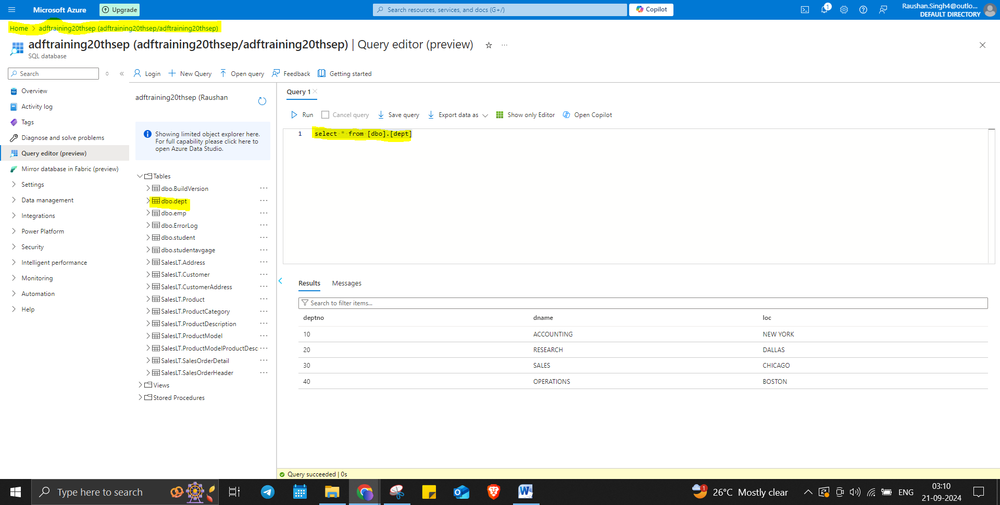 Microsoft Azure
Upgrade
Search resources, services, and docs (G+/)
Copilot
1
Raushan.Singh4@outlo...
DEFAULT DIRECTORY
Home > adftraining20thsep (adftraining20thsep/adftraining20thsep)
adftraining20thsep (adftraining20thsep/adftraining20thsep) | Query editor (preview)
SQL database
Search
Login
New Query
Open query
Feedback
Getting started
Overview
Activity log
Tags
Diagnose and solve problems
Query editor (preview)
Mirror database in Fabric (preview)
Settings
Data management
Integrations
Power Platform
Security
Intelligent performance
Monitoring
Automation
Help
adftraining20thsep (Raushan
Showing limited object explorer here.
For full capability please click here to
open Azure Data Studio.
Tables
dbo.BuildVersion
dbo.dept
dbo.emp
dbo.ErrorLog
dbo.student
dbo.studentavgage
SalesLT.Address
SalesLT.Customer
SalesLT.CustomerAddress
SalesLT.Product
SalesLT.ProductCategory
SalesLT.ProductDescription
SalesLT.ProductModel
SalesLT.ProductModelProductDesc
SalesLT.SalesOrderDetail
SalesLT.SalesOrderHeader
Views
Stored Procedures
Query 1
Run
Cancel query
Save query
Export data as
Show only Editor
Open Copilot
1 select * from [dbo].[dept]
Results
Messages
Search to filter items...
deptno dname loc
10 ACCOUNTING NEW YORK
20 RESEARCH DALLAS
30 SALES CHICAGO
40 OPERATIONS BOSTON
Query succeeded | 0s
Type here to search
1
26°C Mostly clear
ENG
03:10
21-09-2024